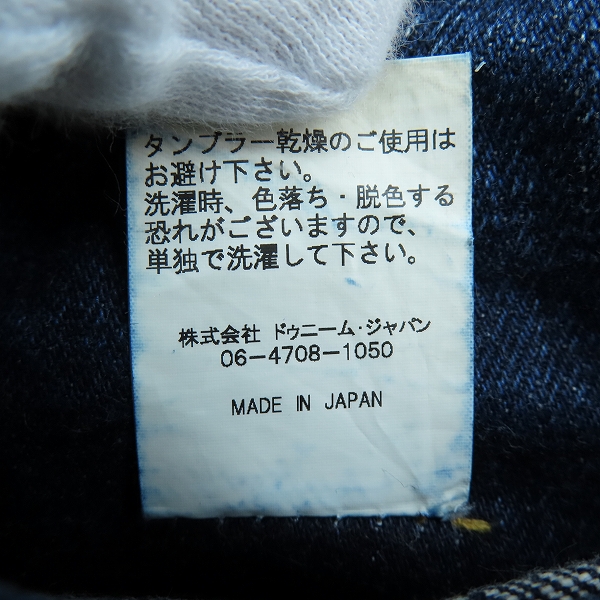 タンブラー乾燥のご使用は
お避け下さい。
洗濯時、色落ち・脱色する
恐れがございますので、
単独で洗濯して下さい。
株式会社 ドゥニーム・ジャパン
06-4708-1050
MADE IN JAPAN